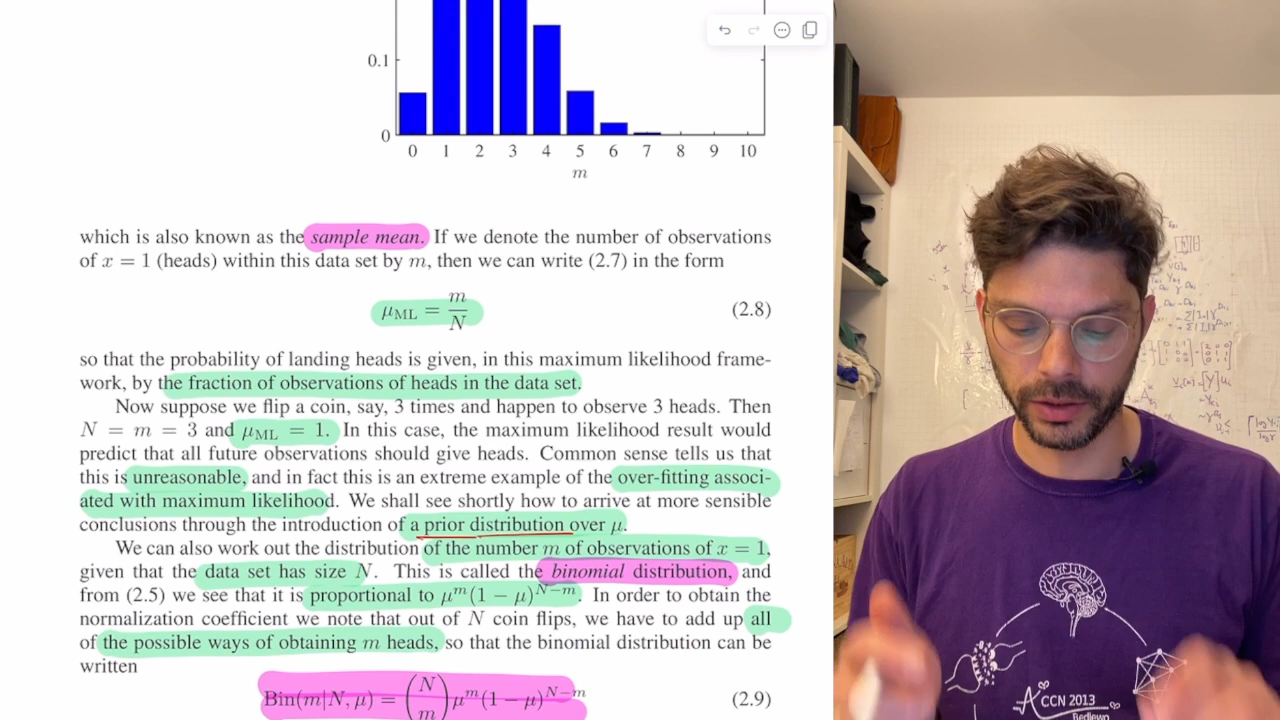 0.1
0
0 1 2 3 4 5 6 7 8 9 10
m
which is also known as the sample mean. If we denote the number of observations
of x = 1 (heads) within this data set by m, then we can write (2.7) in the form
μML = m/N (2.8)
so that the probability of landing heads is given, in this maximum likelihood frame-
work, by the fraction of observations of heads in the data set.
Now suppose we flip a coin, say, 3 times and happen to observe 3 heads. Then
N = m = 3 and μML = 1. In this case, the maximum likelihood result would
predict that all future observations should give heads. Common sense tells us that
this is unreasonable, and in fact this is an extreme example of the over-fitting associ-
ated with maximum likelihood. We shall see shortly how to arrive at more sensible
conclusions through the introduction of a prior distribution over μ.
We can also work out the distribution of the number m of observations of x = 1,
given that the data set has size N. This is called the binomial distribution, and
from (2.5) we see that it is proportional to μ^m(1 − μ)^{N−m}. In order to obtain the
normalization coefficient we note that out of N coin flips, we have to add up all
of the possible ways of obtaining m heads, so that the binomial distribution can be
written
Bin(m|N, μ) = (N m) μ^m(1 − μ)^{N−m} (2.9)
ACCN 2013
Będlewo